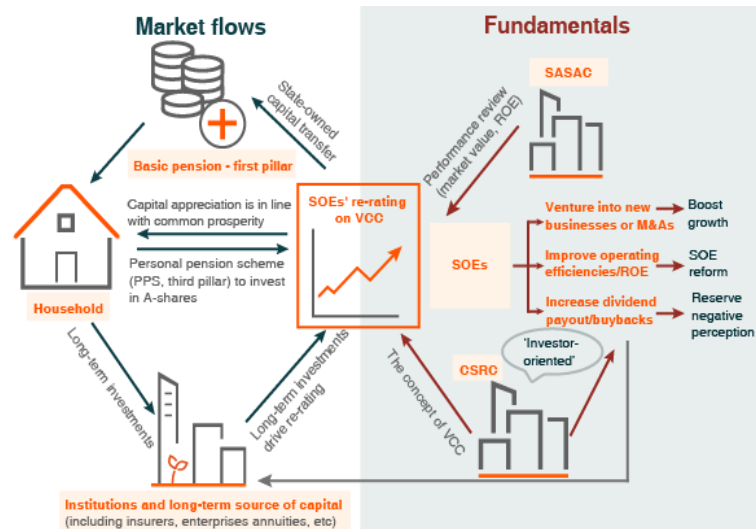 Market flows
Fundamentals
SASAC
State-owned
capital transfer
Performance review
(market value, ROE)
Basic pension - first pillar
Capital appreciation is in line
with common prosperity
SOEs' re-rating
on VCC
Venture into new
businesses or M&As
Boost
growth
SOEs
Improve operating
efficiencies/ROE
SOE
reform
Personal pension scheme
(PPS, third pillar) to invest
in A-shares
Household
Increase dividend
payout/buybacks
Reserve
negative
perception
'Investor-
oriented'
CSRC
Long-term investments
Long-term investments
drive re-rating
The concept of VCC
Institutions and long-term source of capital
(including insurers, enterprises annuities, etc)